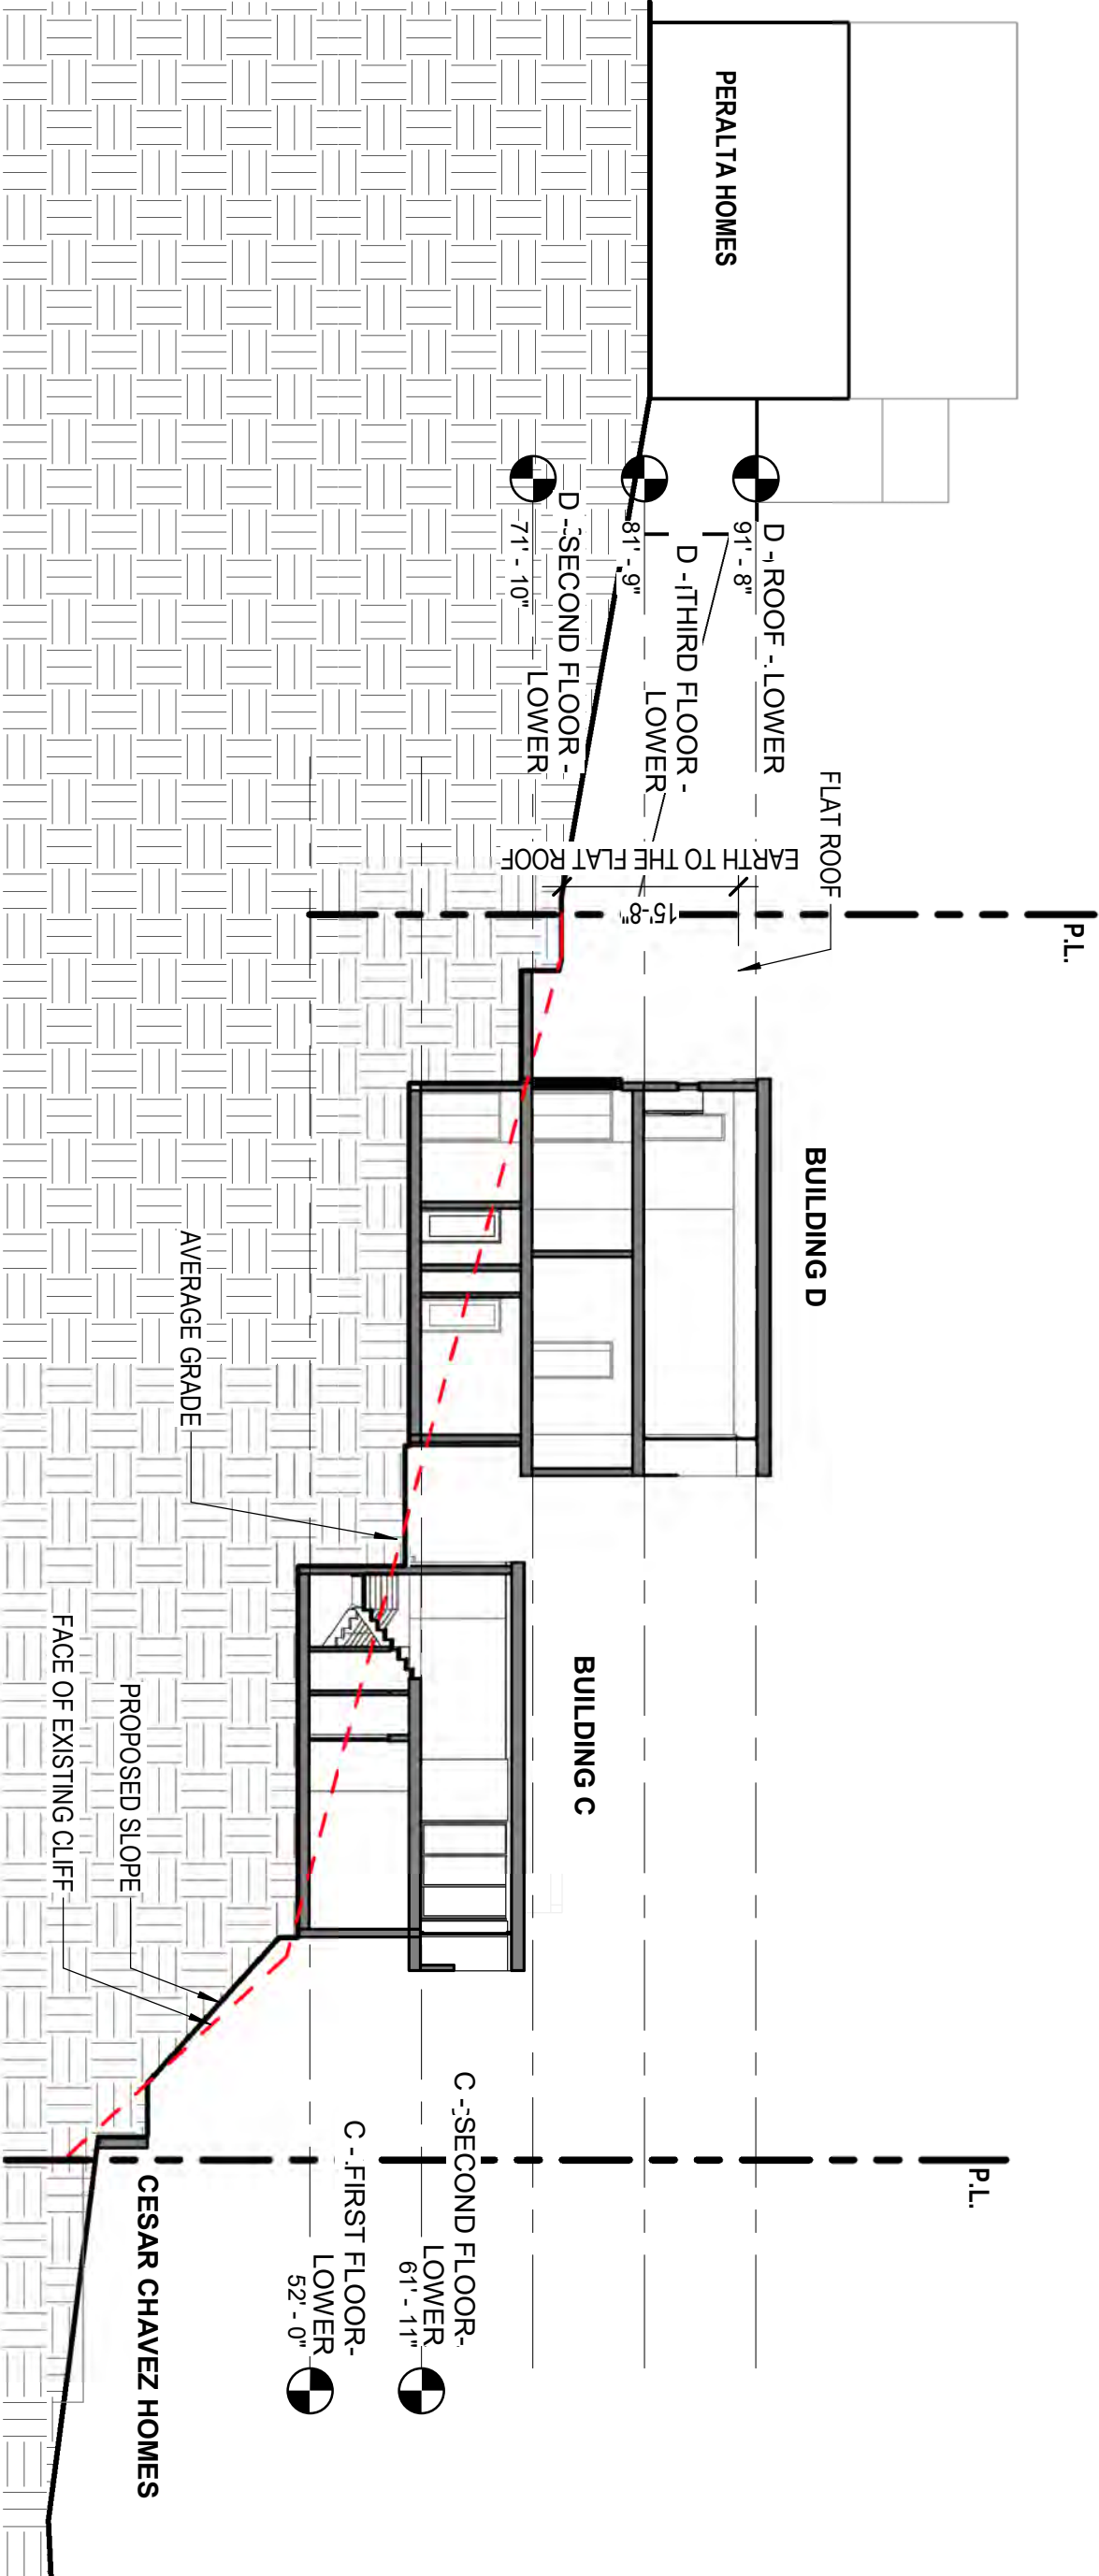 PERALTA HOMES
D - ROOF - LOWER
91' - 8"
D - THIRD FLOOR -
LOWER
81' - 9"
D - SECOND FLOOR -
LOWER
71' - 10"
FLAT ROOF
EARTH TO THE FLAT ROOF
15'-8"
P.L.
BUILDING D
AVERAGE GRADE
BUILDING C
PROPOSED SLOPE
FACE OF EXISTING CLIFF
P.L.
C - SECOND FLOOR-
LOWER
61' - 11"
C - FIRST FLOOR-
LOWER
52' - 0"
CESAR CHAVEZ HOMES